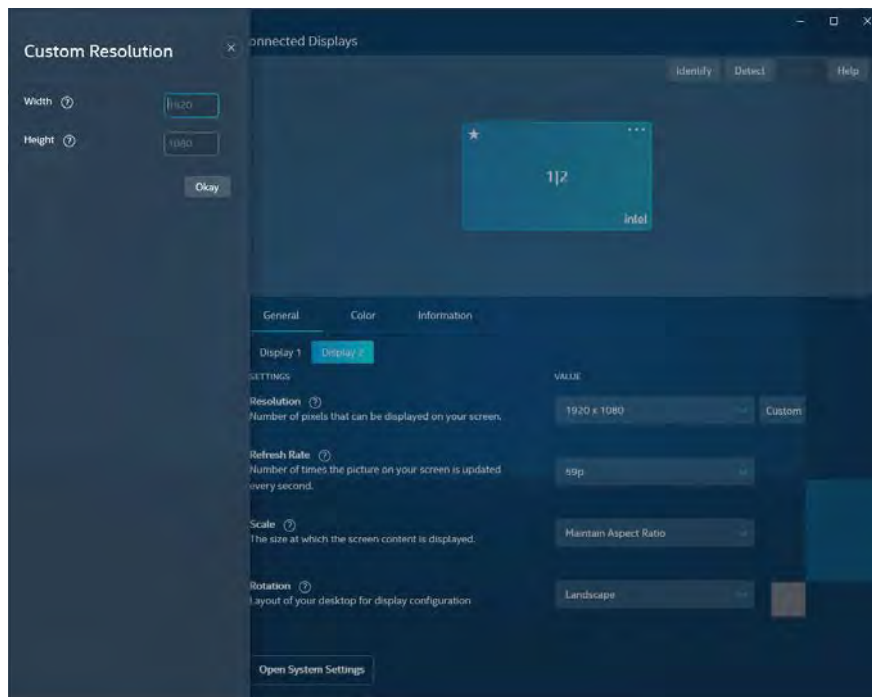 Custom Resolution
Width
1920
Height
1080
Okay
onnected Displays
Identify Detect Help
1|2
intel
General Color Information
Display 1 Display 2
SETTINGS VALUE
Resolution
Number of pixels that can be displayed on your screen.
1920 x 1080
Custom
Refresh Rate
Number of times the picture on your screen is updated
every second.
59p
Scale
The size at which the screen content is displayed.
Maintain Aspect Ratio
Rotation
Layout of your desktop for display configuration
Landscape
Open System Settings